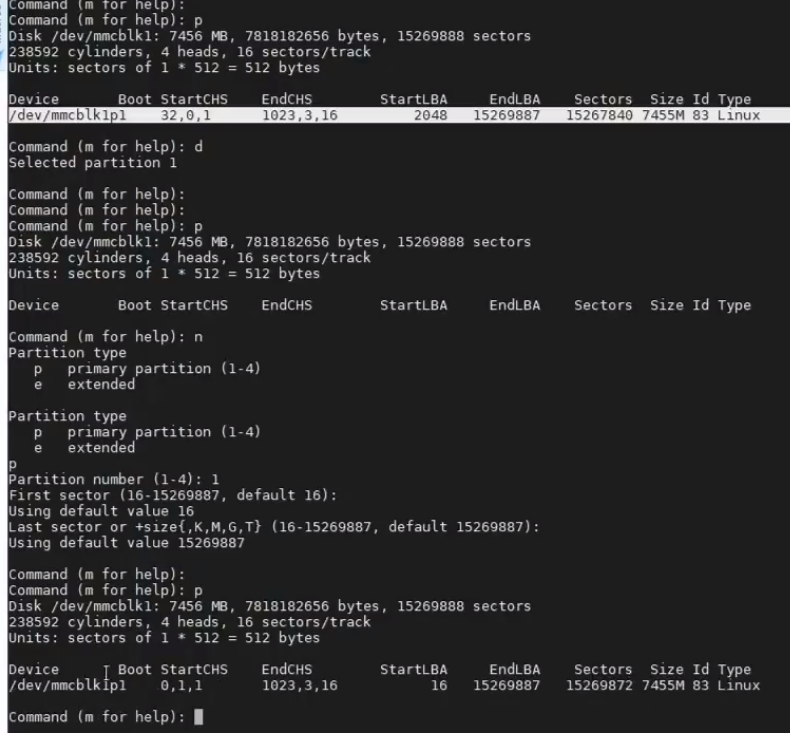 Command (m for help):
Command (m for help): p
Disk /dev/mmcblk1: 7456 MB, 7818182656 bytes, 15269888 sectors
238592 cylinders, 4 heads, 16 sectors/track
Units: sectors of 1 * 512 = 512 bytes
Device       Boot StartCHS    EndCHS        StartLBA     EndLBA    Sectors  Size Id Type
/dev/mmcblk1p1    32,0,1      1023,3,16         2048   15269887   15267840 7455M 83 Linux
Command (m for help): d
Selected partition 1
Command (m for help):
Command (m for help):
Command (m for help): p
Disk /dev/mmcblk1: 7456 MB, 7818182656 bytes, 15269888 sectors
238592 cylinders, 4 heads, 16 sectors/track
Units: sectors of 1 * 512 = 512 bytes
Device       Boot StartCHS    EndCHS        StartLBA     EndLBA    Sectors  Size Id Type
Command (m for help): n
Partition type
   p   primary partition (1-4)
   e   extended
Partition type
   p   primary partition (1-4)
   e   extended
p
Partition number (1-4): 1
First sector (16-15269887, default 16):
Using default value 16
Last sector or +size{,K,M,G,T} (16-15269887, default 15269887):
Using default value 15269887
Command (m for help):
Command (m for help): p
Disk /dev/mmcblk1: 7456 MB, 7818182656 bytes, 15269888 sectors
238592 cylinders, 4 heads, 16 sectors/track
Units: sectors of 1 * 512 = 512 bytes
Device       Boot StartCHS    EndCHS        StartLBA     EndLBA    Sectors  Size Id Type
/dev/mmcblk1p1    0,1,1       1023,3,16           16   15269887   15269872 7455M 83 Linux
Command (m for help):